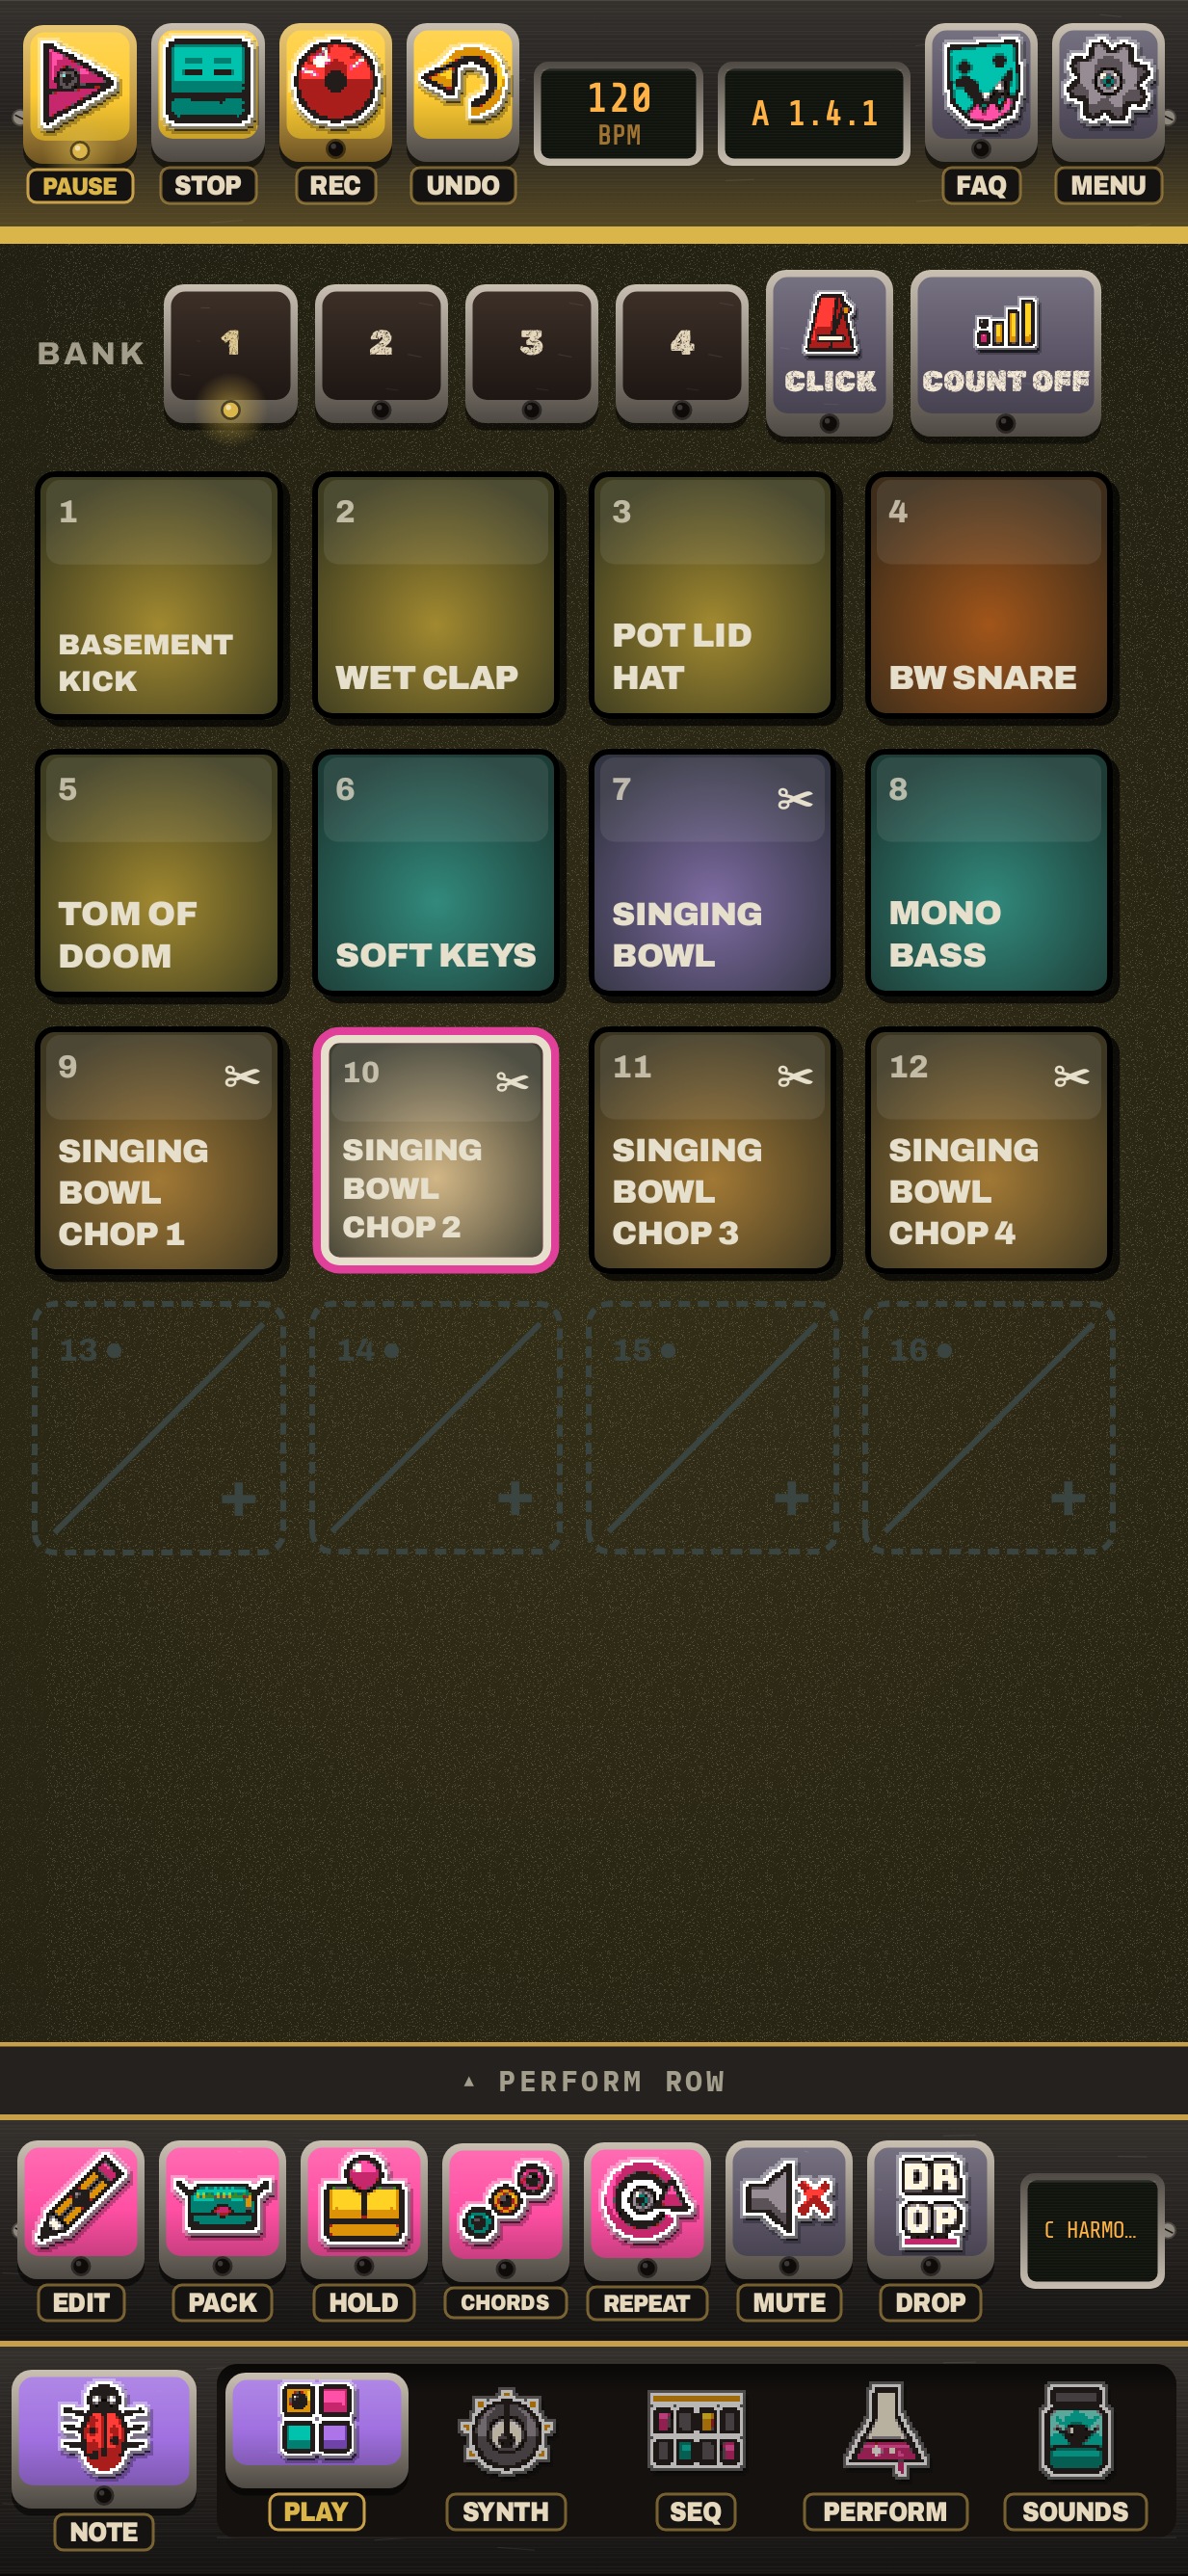 120
BPM
A 1.4.1
PAUSE
STOP
REC
UNDO
FAQ
MENU
BANK
1
2
3
4
CLICK
COUNT OFF
1
BASEMENT
KICK
2
WET CLAP
3
POT LID
HAT
4
BW SNARE
5
TOM OF
DOOM
6
SOFT KEYS
7
SINGING
BOWL
8
MONO
BASS
9
SINGING
BOWL
CHOP 1
10
SINGING
BOWL
CHOP 2
11
SINGING
BOWL
CHOP 3
12
SINGING
BOWL
CHOP 4
13
14
15
16
▲ PERFORM ROW
DR
OP
C HARMO…
EDIT
PACK
HOLD
CHORDS
REPEAT
MUTE
DROP
NOTE
PLAY
SYNTH
SEQ
PERFORM
SOUNDS